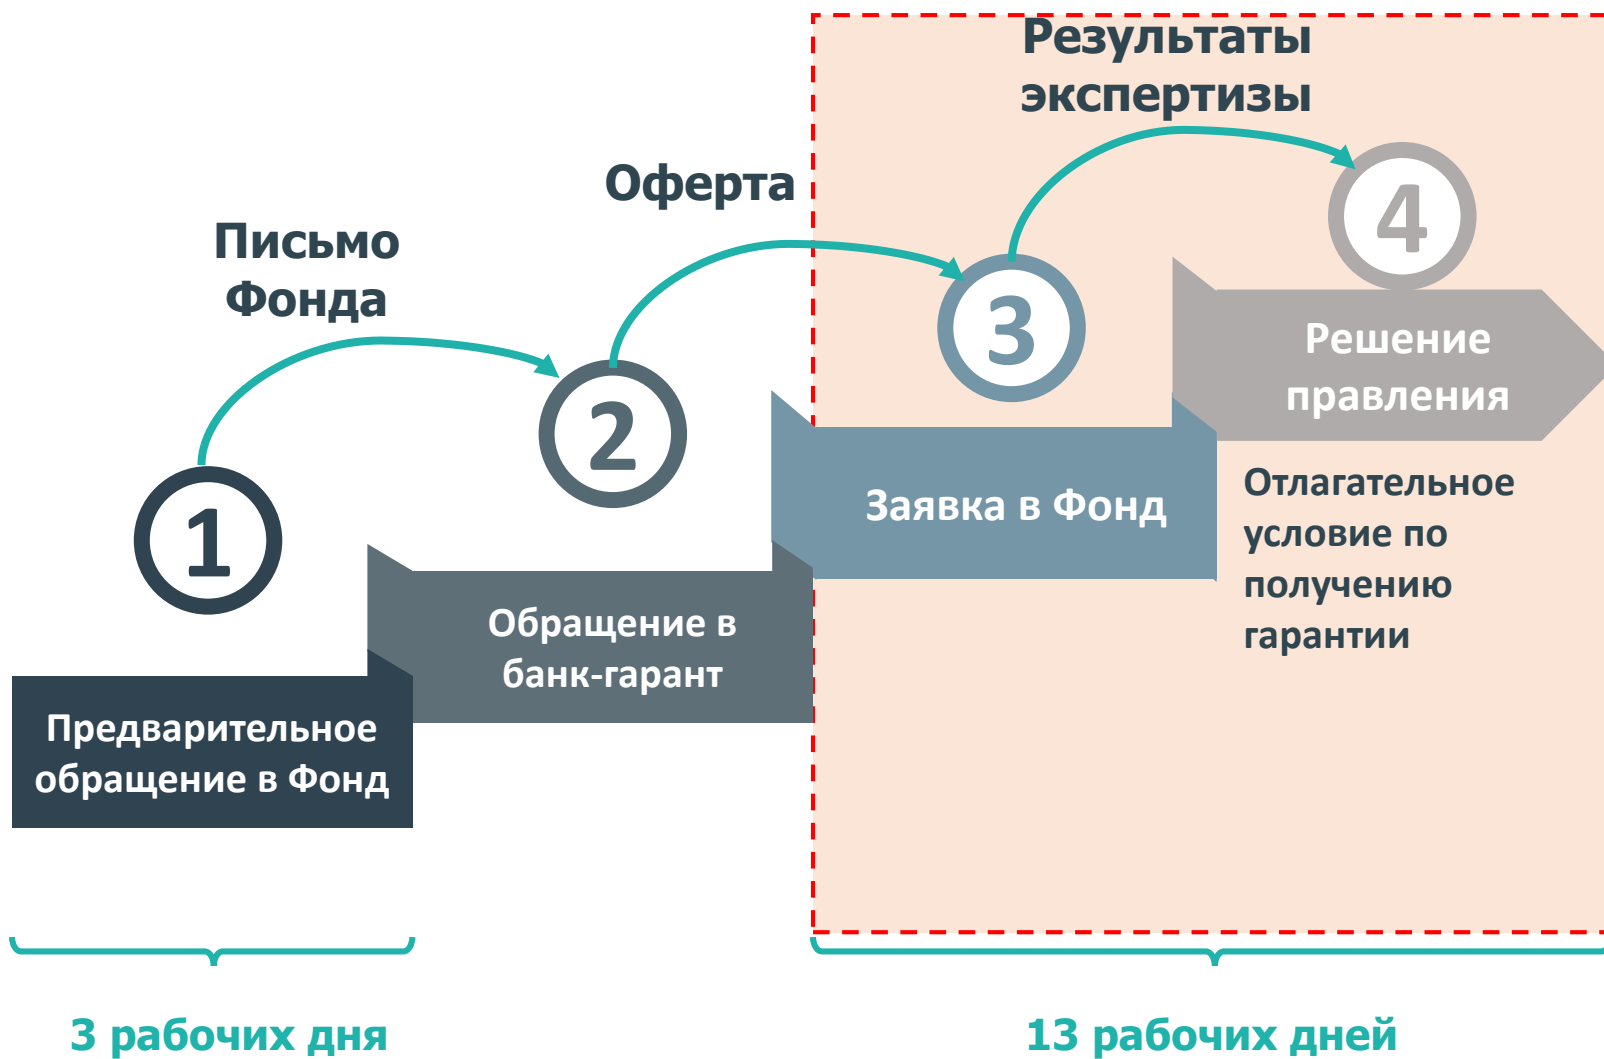 Результаты
экспертизы
Оферта
Письмо
Фонда
1
2
3
4
Предварительное
обращение в Фонд
Обращение в
банк-гарант
Заявка в Фонд
Решение
правления
Отлагательное
условие по
получению
гарантии
3 рабочих дня
13 рабочих дней